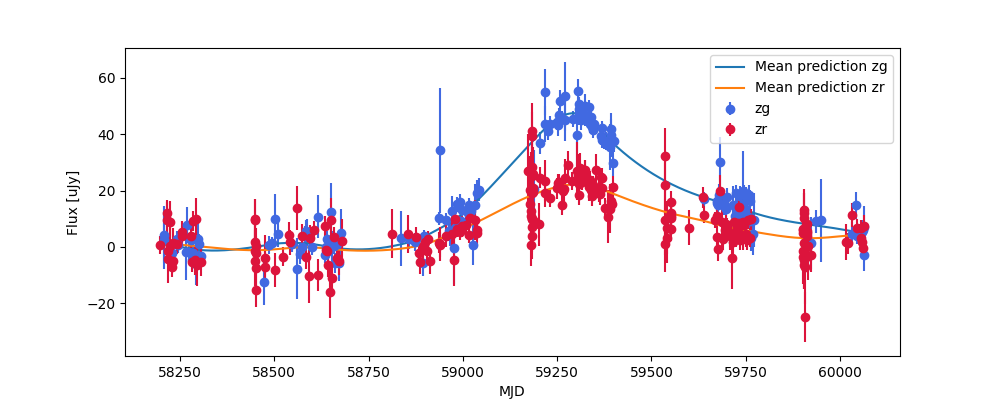 Mean prediction zg
Mean prediction zr
zg
zr
60
40
20
0
−20
Flux [uJy]
58250 58500 58750 59000 59250 59500 59750 60000
MJD